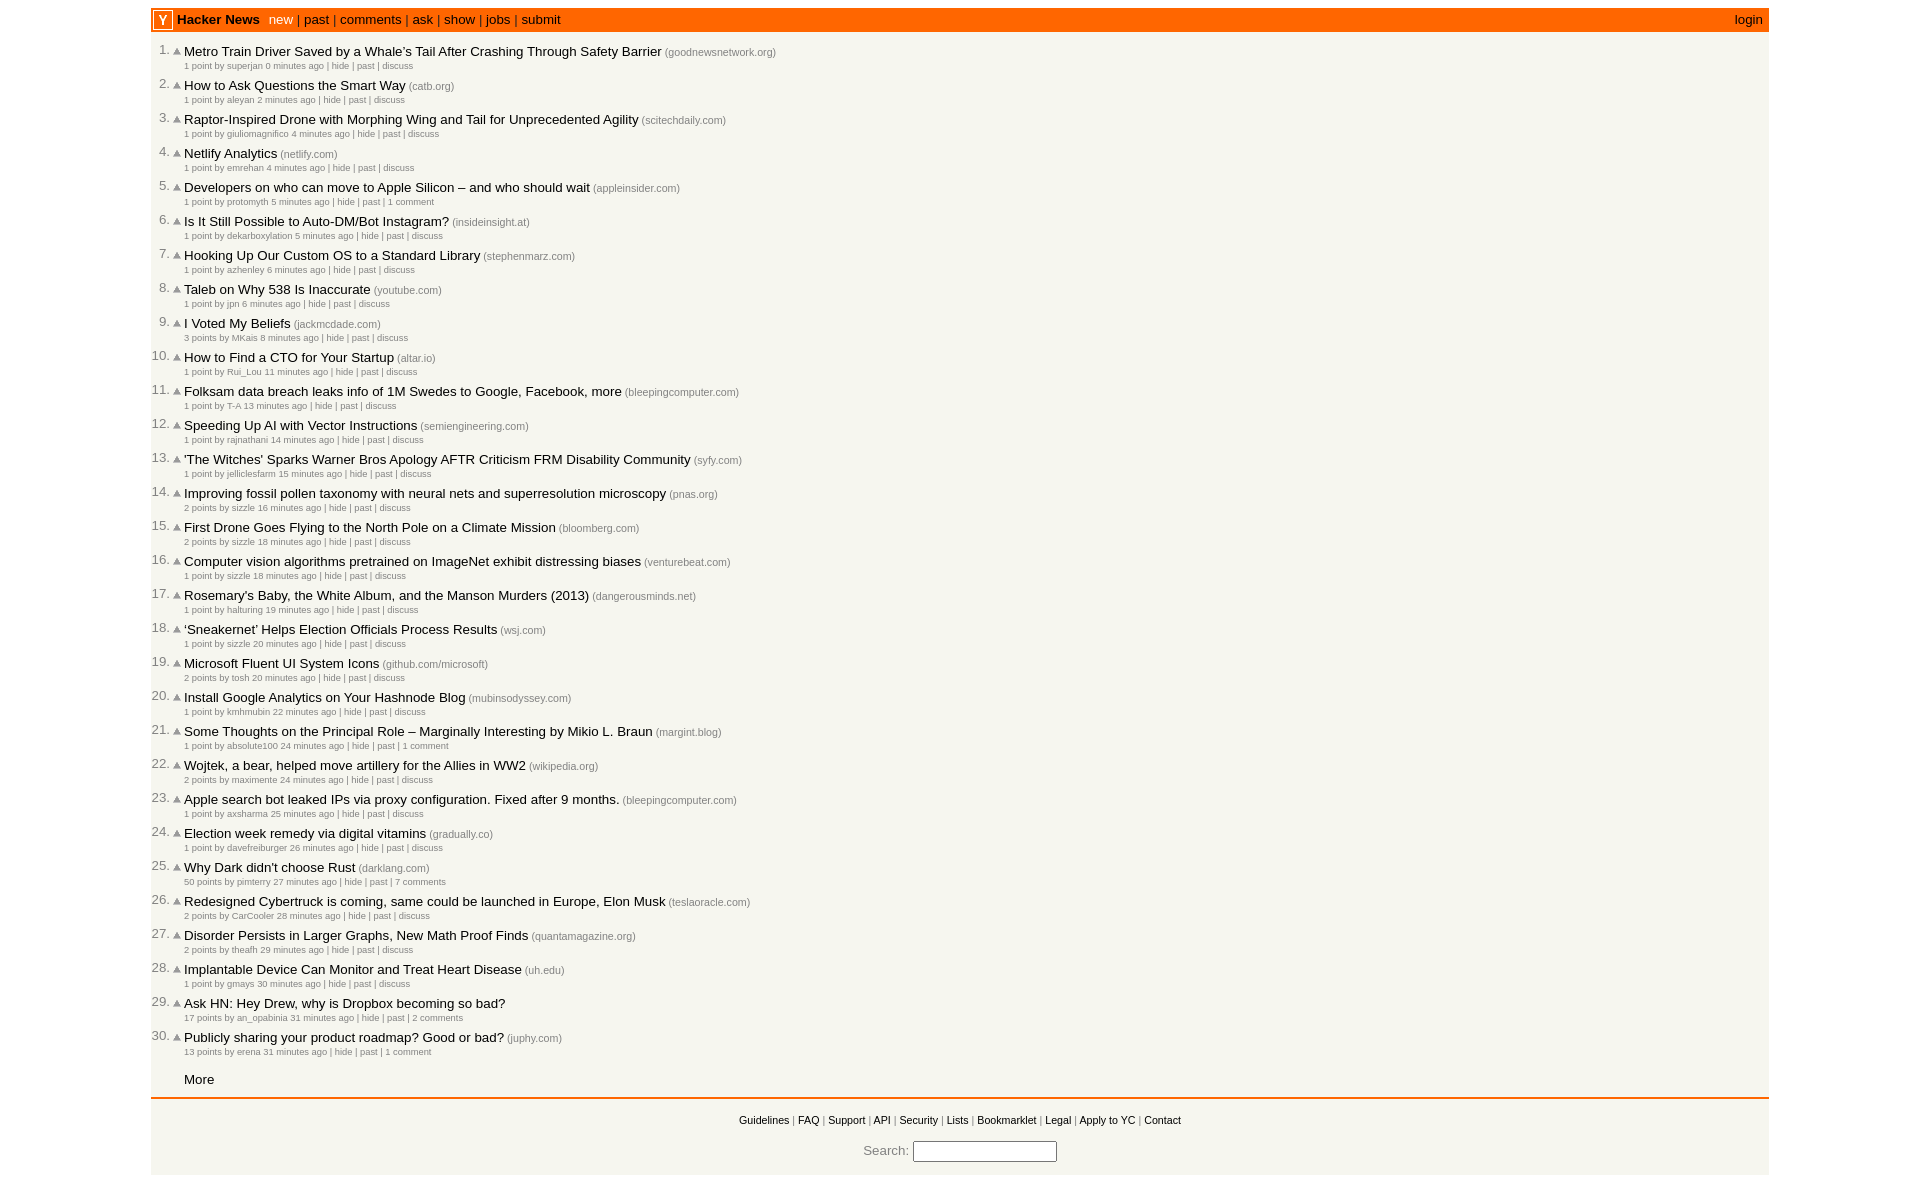 Y Hacker News new | past | comments | ask | show | jobs | submit login
1. Metro Train Driver Saved by a Whale’s Tail After Crashing Through Safety Barrier (goodnewsnetwork.org)
1 point by superjan 0 minutes ago | hide | past | discuss
2. How to Ask Questions the Smart Way (catb.org)
1 point by aleyan 2 minutes ago | hide | past | discuss
3. Raptor-Inspired Drone with Morphing Wing and Tail for Unprecedented Agility (scitechdaily.com)
1 point by giuliomagnifico 4 minutes ago | hide | past | discuss
4. Netlify Analytics (netlify.com)
1 point by emrehan 4 minutes ago | hide | past | discuss
5. Developers on who can move to Apple Silicon – and who should wait (appleinsider.com)
1 point by protomyth 5 minutes ago | hide | past | 1 comment
6. Is It Still Possible to Auto-DM/Bot Instagram? (insideinsight.at)
1 point by dekarboxylation 5 minutes ago | hide | past | discuss
7. Hooking Up Our Custom OS to a Standard Library (stephenmarz.com)
1 point by azhenley 6 minutes ago | hide | past | discuss
8. Taleb on Why 538 Is Inaccurate (youtube.com)
1 point by jpn 6 minutes ago | hide | past | discuss
9. I Voted My Beliefs (jackmcdade.com)
3 points by MKais 8 minutes ago | hide | past | discuss
10. How to Find a CTO for Your Startup (altar.io)
1 point by Rui_Lou 11 minutes ago | hide | past | discuss
11. Folksam data breach leaks info of 1M Swedes to Google, Facebook, more (bleepingcomputer.com)
1 point by T-A 13 minutes ago | hide | past | discuss
12. Speeding Up AI with Vector Instructions (semiengineering.com)
1 point by rajnathani 14 minutes ago | hide | past | discuss
13. 'The Witches' Sparks Warner Bros Apology AFTR Criticism FRM Disability Community (syfy.com)
1 point by jelliclesfarm 15 minutes ago | hide | past | discuss
14. Improving fossil pollen taxonomy with neural nets and superresolution microscopy (pnas.org)
2 points by sizzle 16 minutes ago | hide | past | discuss
15. First Drone Goes Flying to the North Pole on a Climate Mission (bloomberg.com)
2 points by sizzle 18 minutes ago | hide | past | discuss
16. Computer vision algorithms pretrained on ImageNet exhibit distressing biases (venturebeat.com)
1 point by sizzle 18 minutes ago | hide | past | discuss
17. Rosemary's Baby, the White Album, and the Manson Murders (2013) (dangerousminds.net)
1 point by halturing 19 minutes ago | hide | past | discuss
18. ‘Sneakernet’ Helps Election Officials Process Results (wsj.com)
1 point by sizzle 20 minutes ago | hide | past | discuss
19. Microsoft Fluent UI System Icons (github.com/microsoft)
2 points by tosh 20 minutes ago | hide | past | discuss
20. Install Google Analytics on Your Hashnode Blog (mubinsodyssey.com)
1 point by kmhmubin 22 minutes ago | hide | past | discuss
21. Some Thoughts on the Principal Role – Marginally Interesting by Mikio L. Braun (margint.blog)
1 point by absolute100 24 minutes ago | hide | past | 1 comment
22. Wojtek, a bear, helped move artillery for the Allies in WW2 (wikipedia.org)
2 points by maximente 24 minutes ago | hide | past | discuss
23. Apple search bot leaked IPs via proxy configuration. Fixed after 9 months. (bleepingcomputer.com)
1 point by axsharma 25 minutes ago | hide | past | discuss
24. Election week remedy via digital vitamins (gradually.co)
1 point by davefreiburger 26 minutes ago | hide | past | discuss
25. Why Dark didn't choose Rust (darklang.com)
50 points by pimterry 27 minutes ago | hide | past | 7 comments
26. Redesigned Cybertruck is coming, same could be launched in Europe, Elon Musk (teslaoracle.com)
2 points by CarCooler 28 minutes ago | hide | past | discuss
27. Disorder Persists in Larger Graphs, New Math Proof Finds (quantamagazine.org)
2 points by theafh 29 minutes ago | hide | past | discuss
28. Implantable Device Can Monitor and Treat Heart Disease (uh.edu)
1 point by gmays 30 minutes ago | hide | past | discuss
29. Ask HN: Hey Drew, why is Dropbox becoming so bad?
17 points by an_opabinia 31 minutes ago | hide | past | 2 comments
30. Publicly sharing your product roadmap? Good or bad? (juphy.com)
13 points by erena 31 minutes ago | hide | past | 1 comment
More
Guidelines | FAQ | Support | API | Security | Lists | Bookmarklet | Legal | Apply to YC | Contact
Search: